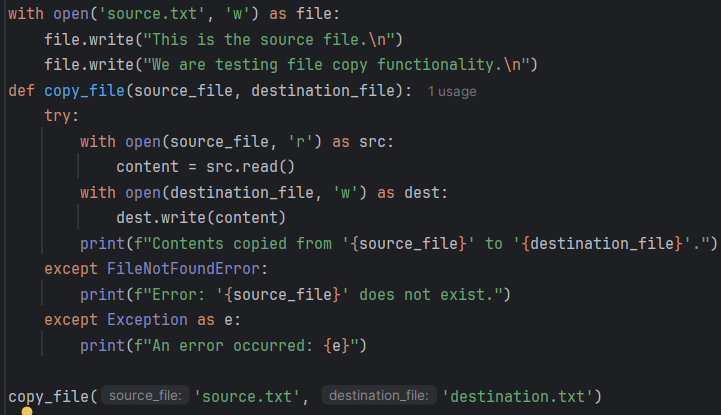 with open('source.txt', 'w') as file:
    file.write("This is the source file.\n")
    file.write("We are testing file copy functionality.\n")
def copy_file(source_file, destination_file): 1 usage
    try:
        with open(source_file, 'r') as src:
            content = src.read()
        with open(destination_file, 'w') as dest:
            dest.write(content)
        print(f"Contents copied from '{source_file}' to '{destination_file}'.")
    except FileNotFoundError:
        print(f"Error: '{source_file}' does not exist.")
    except Exception as e:
        print(f"An error occurred: {e}")
copy_file( source_file: 'source.txt', destination_file: 'destination.txt')